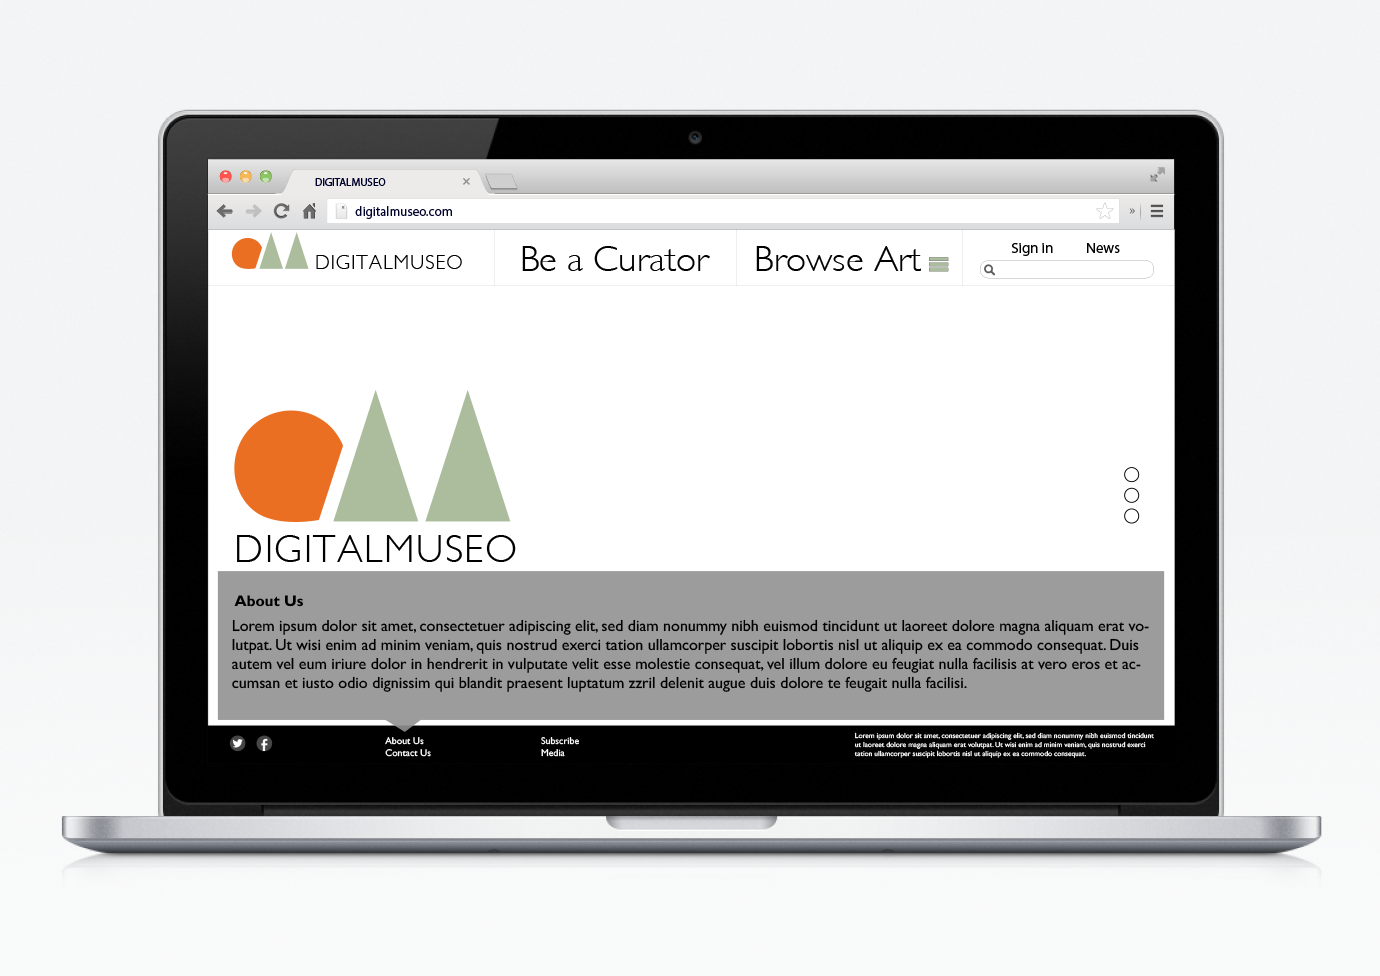 DIGITALMUSEO
digitalmuseo.com
DIGITALMUSEO
Be a Curator
Browse Art
Sign in
News
DIGITALMUSEO
About Us
Lorem ipsum dolor sit amet, consectetuer adipiscing elit, sed diam nonummy nibh euismod tincidunt ut laoreet dolore magna aliquam erat vo-
lutpat. Ut wisi enim ad minim veniam, quis nostrud exerci tation ullamcorper suscipit lobortis nisl ut aliquip ex ea commodo consequat. Duis
autem vel eum iriure dolor in hendrerit in vulputate velit esse molestie consequat, vel illum dolore eu feugiat nulla facilisis at vero eros et ac-
cumsan et iusto odio dignissim qui blandit praesent luptatum zzril delenit augue duis dolore te feugait nulla facilisi.
About Us
Contact Us
Subscribe
Media
Lorem ipsum dolor sit amet, consectetuer adipiscing elit, sed diam nonummy nibh euismod tincidunt
ut laoreet dolore magna aliquam erat volutpat. Ut wisi enim ad minim veniam, quis nostrud exerci
tation ullamcorper suscipit lobortis nisl ut aliquip ex ea commodo consequat.